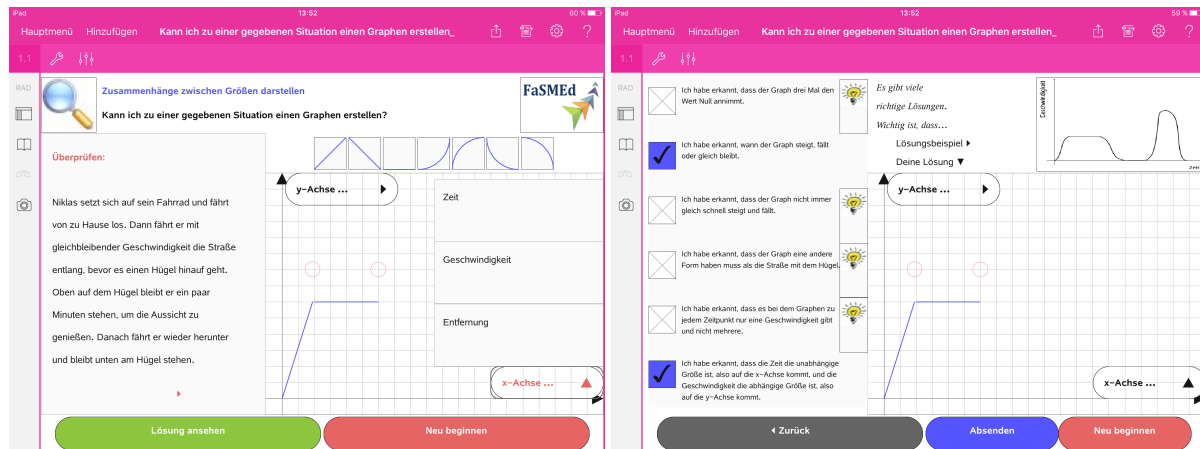 iPad
13:52
60 %
Hauptmenü Hinzufügen Kann ich zu einer gegebenen Situation einen Graphen erstellen_ ?
1.1
RAD
Zusammenhänge zwischen Größen darstellen
Kann ich zu einer gegebenen Situation einen Graphen erstellen?
FaSMEd
Überprüfen:
Niklas setzt sich auf sein Fahrrad und fährt
von zu Hause los. Dann fährt er mit
gleichbleibender Geschwindigkeit die Straße
entlang, bevor es einen Hügel hinauf geht.
Oben auf dem Hügel bleibt er ein paar
Minuten stehen, um die Aussicht zu
genießen. Danach fährt er wieder herunter
und bleibt unten am Hügel stehen.
y-Achse ...
Zeit
Geschwindigkeit
Entfernung
x-Achse ...
Lösung ansehen
Neu beginnen
iPad
13:52
59 %
Hauptmenü Hinzufügen Kann ich zu einer gegebenen Situation einen Graphen erstellen_ ?
1.1
RAD
Ich habe erkannt, dass der Graph drei Mal den
Wert Null annimmt.
Ich habe erkannt, wann der Graph steigt, fällt
oder gleich bleibt.
Ich habe erkannt, dass der Graph nicht immer
gleich schnell steigt und fällt.
Ich habe erkannt, dass der Graph eine andere
Form haben muss als die Straße mit dem Hügel.
Ich habe erkannt, dass es bei dem Graphen zu
jedem Zeitpunkt nur eine Geschwindigkeit gibt
und nicht mehrere.
Ich habe erkannt, dass die Zeit die unabhängige
Größe ist, also auf die x-Achse kommt, und die
Geschwindigkeit die abhängige Größe ist, also
auf die y-Achse kommt.
Es gibt viele
richtige Lösungen.
Wichtig ist, dass...
Lösungsbeispiel
Deine Lösung
Geschwindigkeit
Zeit
y-Achse ...
x-Achse ...
Zurück
Absenden
Neu beginnen